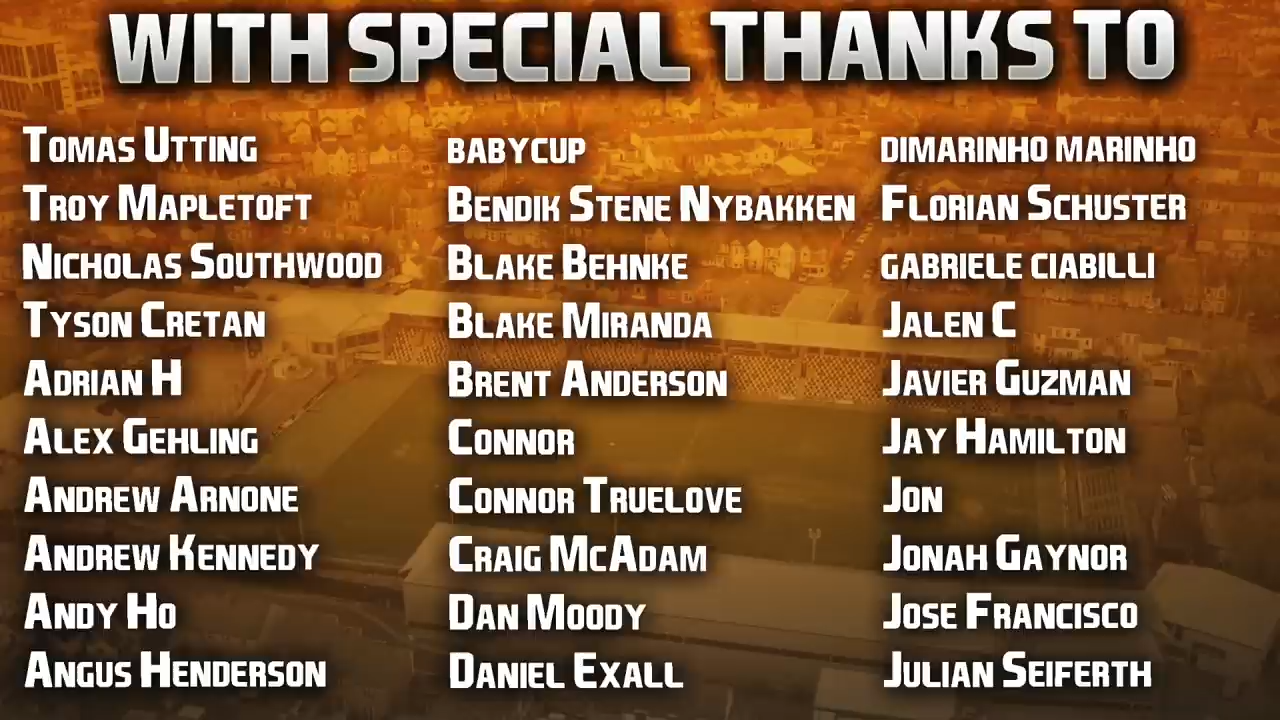 WITH SPECIAL THANKS TO
Tomas Utting
Troy Mapletoft
Nicholas Southwood
Tyson Cretan
Adrian H
Alex Gehling
Andrew Arnone
Andrew Kennedy
Andy Ho
Angus Henderson
babycup
Bendik Stene Nybakken
Blake Behnke
Blake Miranda
Brent Anderson
Connor
Connor Truelove
Craig McAdam
Dan Moody
Daniel Exall
dimarinho marinho
Florian Schuster
gabriele ciabilli
Jalen C
Javier Guzman
Jay Hamilton
Jon
Jonah Gaynor
Jose Francisco
Julian Seiferth